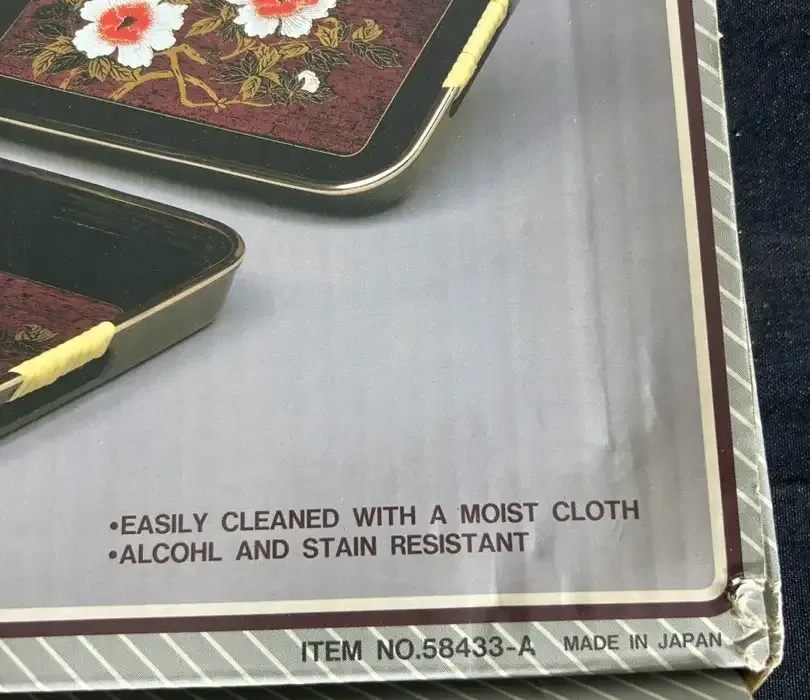 •EASILY CLEANED WITH A MOIST CLOTH
•ALCOHL AND STAIN RESISTANT
ITEM NO.58433-A MADE IN JAPAN